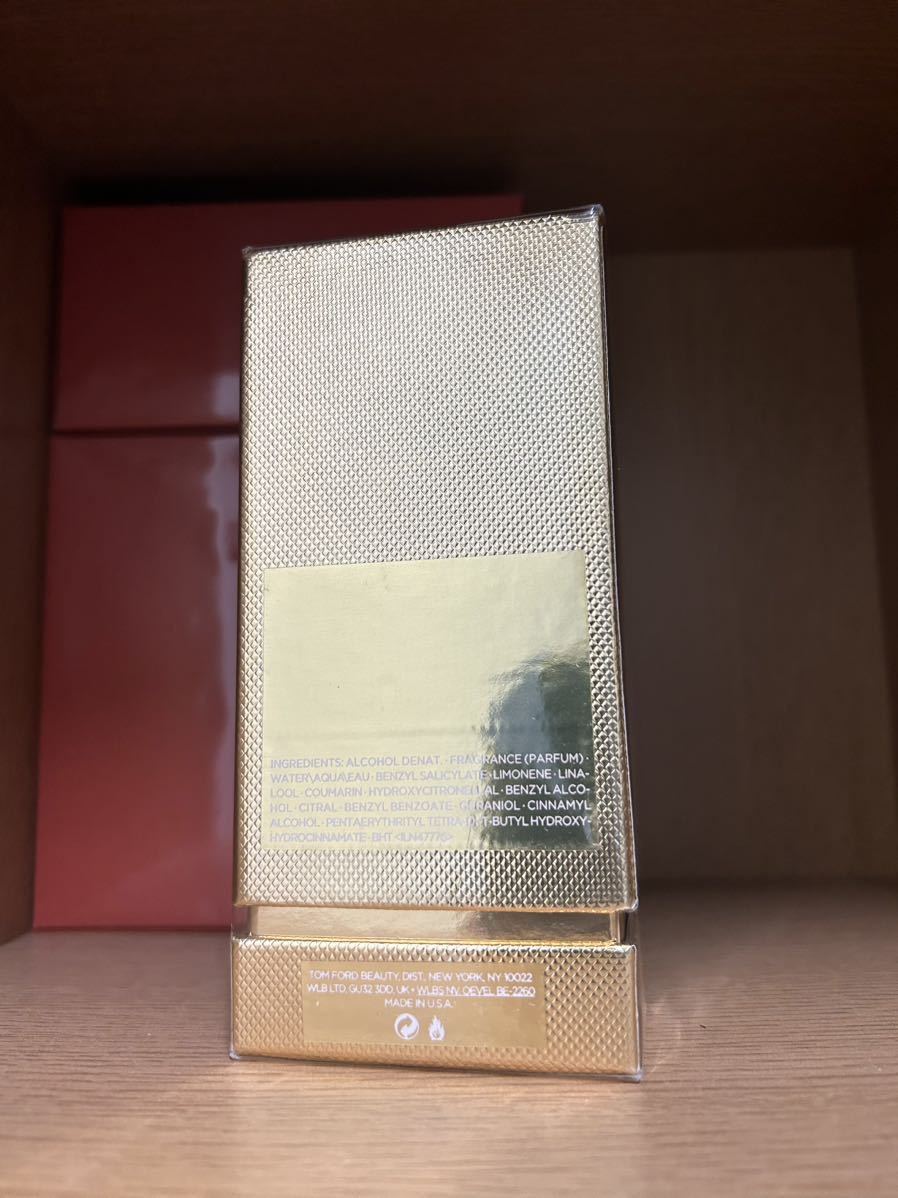 INGREDIENTS: ALCOHOL DENAT. · FRAGRANCE (PARFUM) ·
WATER\AQUA\EAU · BENZYL SALICYLATE · LIMONENE · LINA-
LOOL · COUMARIN · HYDROXYCITRONELLAL · BENZYL ALCO-
HOL · CITRAL · BENZYL BENZOATE · GERANIOL · CINNAMYL
ALCOHOL · PENTAERYTHRITYL TETRA-DI-T-BUTYL HYDROXY-
HYDROCINNAMATE · BHT <ILN47776>
TOM FORD BEAUTY, DIST. NEW YORK, NY 10022
WLB LTD, GU32 3DD, UK • WLBS NV, OEVEL BE-2260
MADE IN U.S.A.